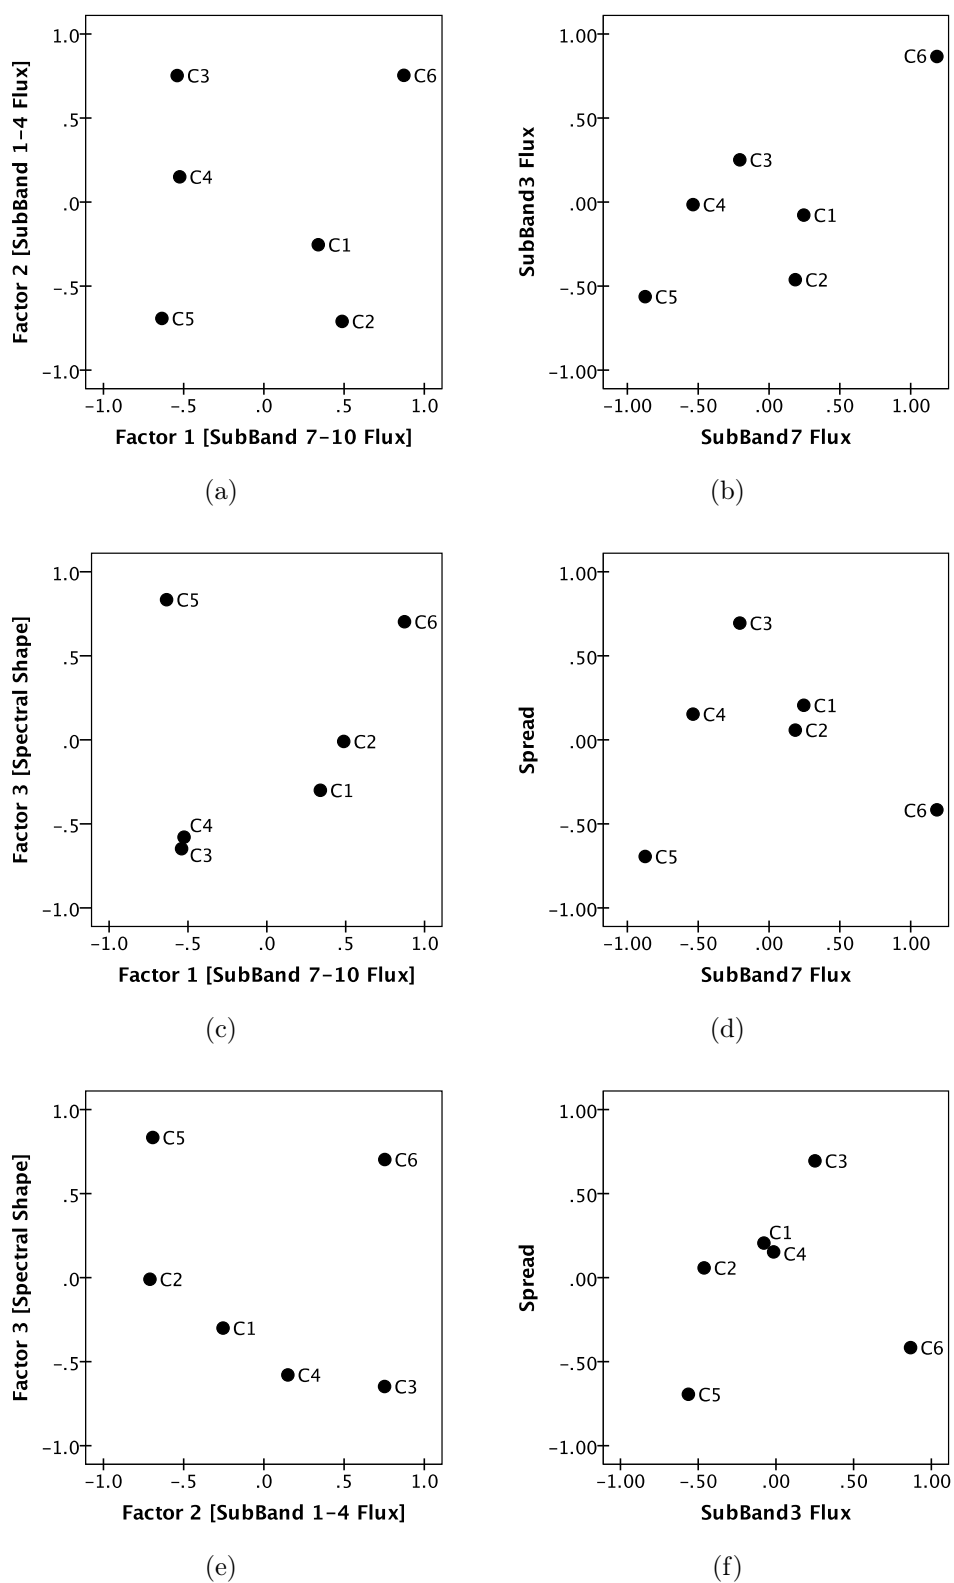 1.0
.5
.0
−.5
−1.0
Factor 2 [SubBand 1−4 Flux]
C3
C6
C4
C1
C5
C2
−1.0 −.5 .0 .5 1.0
Factor 1 [SubBand 7−10 Flux]
(a)
1.00
.50
.00
−.50
−1.00
SubBand3 Flux
C6
C3
C4
C1
C2
C5
−1.00 −.50 .00 .50 1.00
SubBand7 Flux
(b)
1.0
.5
.0
−.5
−1.0
Factor 3 [Spectral Shape]
C5
C6
C2
C1
C4
C3
−1.0 −.5 .0 .5 1.0
Factor 1 [SubBand 7−10 Flux]
(c)
1.00
.50
.00
−.50
−1.00
Spread
C3
C1
C4
C2
C6
C5
−1.00 −.50 .00 .50 1.00
SubBand7 Flux
(d)
1.0
.5
.0
−.5
−1.0
Factor 3 [Spectral Shape]
C5
C6
C2
C1
C4
C3
−1.0 −.5 .0 .5 1.0
Factor 2 [SubBand 1−4 Flux]
(e)
1.00
.50
.00
−.50
−1.00
Spread
C3
C1
C4
C2
C6
C5
−1.00 −.50 .00 .50 1.00
SubBand3 Flux
(f)